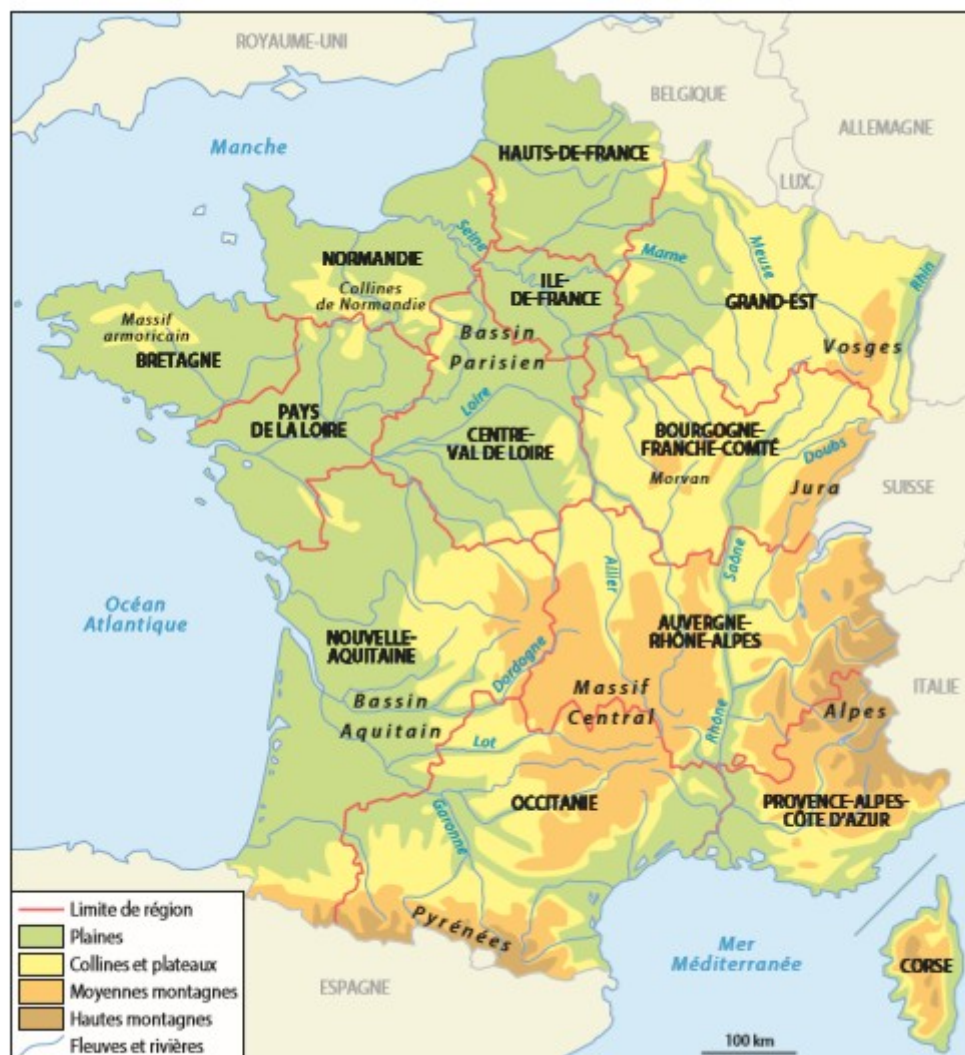 ROYAUME-UNI
BELGIQUE
ALLEMAGNE
LUX.
Manche
HAUTS-DE-FRANCE
Seine
Marne
Meuse
Rhin
NORMANDIE
Collines
de Normandie
ILE-
DE-FRANCE
GRAND-EST
Massif
armoricain
BRETAGNE
Bassin
Parisien
Vosges
PAYS
DE LA LOIRE
Loire
CENTRE-
VAL DE LOIRE
BOURGOGNE-
FRANCHE-COMTÉ
Morvan
Doubs
Jura
SUISSE
Océan
Atlantique
Allier
Saône
NOUVELLE-
AQUITAINE
AUVERGNE-
RHÔNE-ALPES
Dordogne
Bassin
Aquitain
Massif
Central
Rhône
Alpes
ITALIE
Lot
OCCITANIE
Garonne
PROVENCE-ALPES-
CÔTE D'AZUR
Pyrénées
ESPAGNE
Mer
Méditerranée
CORSE
Limite de région
Plaines
Collines et plateaux
Moyennes montagnes
Hautes montagnes
Fleuves et rivières
100 km